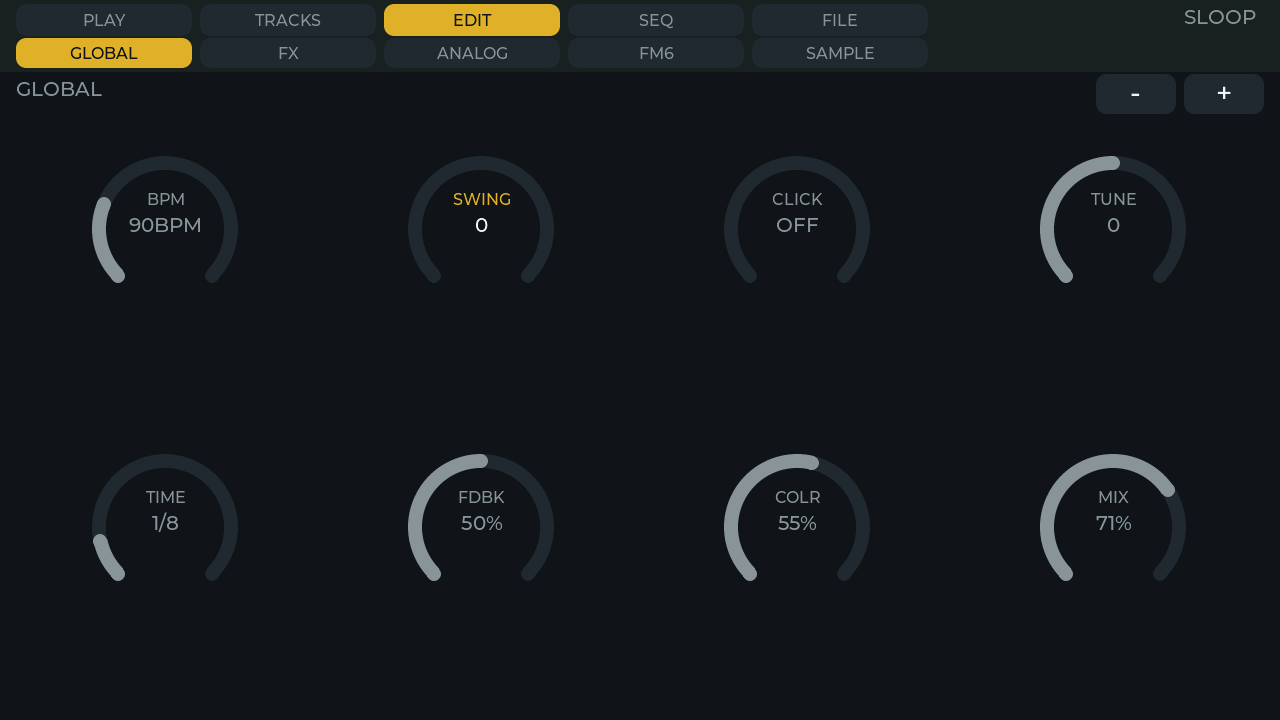 PLAY TRACKS EDIT SEQ FILE SLOOP
GLOBAL FX ANALOG FM6 SAMPLE
GLOBAL - +
BPM SWING CLICK TUNE
90BPM 0 OFF 0
TIME FDBK COLR MIX
1/8 50% 55% 71%